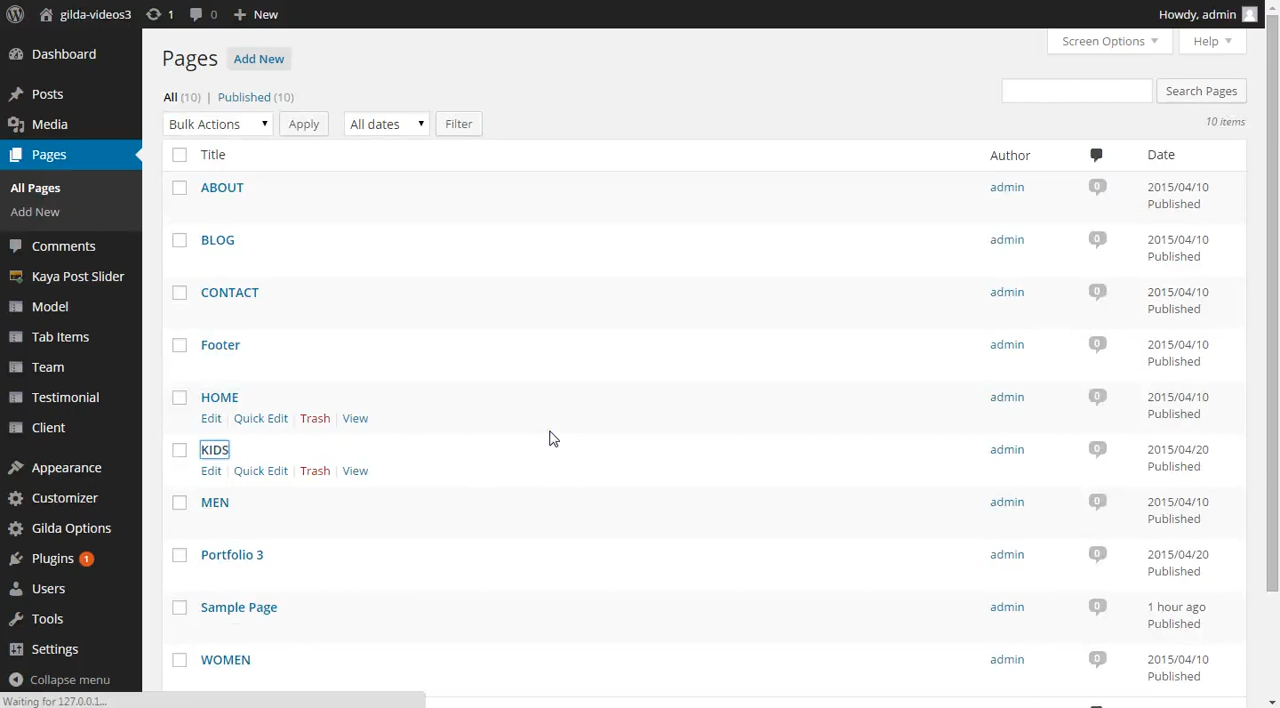 gilda-videos3 1 0 New Howdy, admin
Dashboard
Posts
Media
Pages
All Pages
Add New
Comments
Kaya Post Slider
Model
Tab Items
Team
Testimonial
Client
Appearance
Customizer
Gilda Options
Plugins 1
Users
Tools
Settings
Collapse menu
Screen Options Help
Pages Add New
All (10) | Published (10)
Search Pages
Bulk Actions Apply All dates Filter
10 items
Title Author Date
ABOUT admin 0 2015/04/10
Published
BLOG admin 0 2015/04/10
Published
CONTACT admin 0 2015/04/10
Published
Footer admin 0 2015/04/10
Published
HOME admin 0 2015/04/10
Edit | Quick Edit | Trash | View Published
KIDS admin 0 2015/04/20
Edit | Quick Edit | Trash | View Published
MEN admin 0 2015/04/10
Published
Portfolio 3 admin 0 2015/04/20
Published
Sample Page admin 0 1 hour ago
Published
WOMEN admin 0 2015/04/10
Published
Waiting for 127.0.0.1...